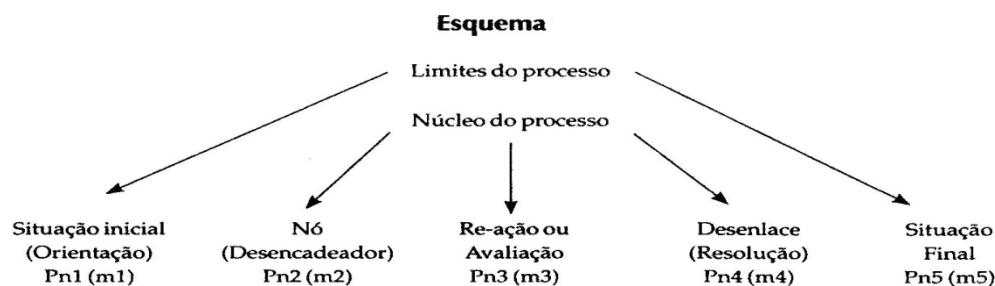 Esquema
Limites do processo
Núcleo do processo
Situação inicial
(Orientação)
Pn1 (m1)
Nó
(Desencadeador)
Pn2 (m2)
Re-ação ou
Avaliação
Pn3 (m3)
Desenlace
(Resolução)
Pn4 (m4)
Situação
Final
Pn5 (m5)